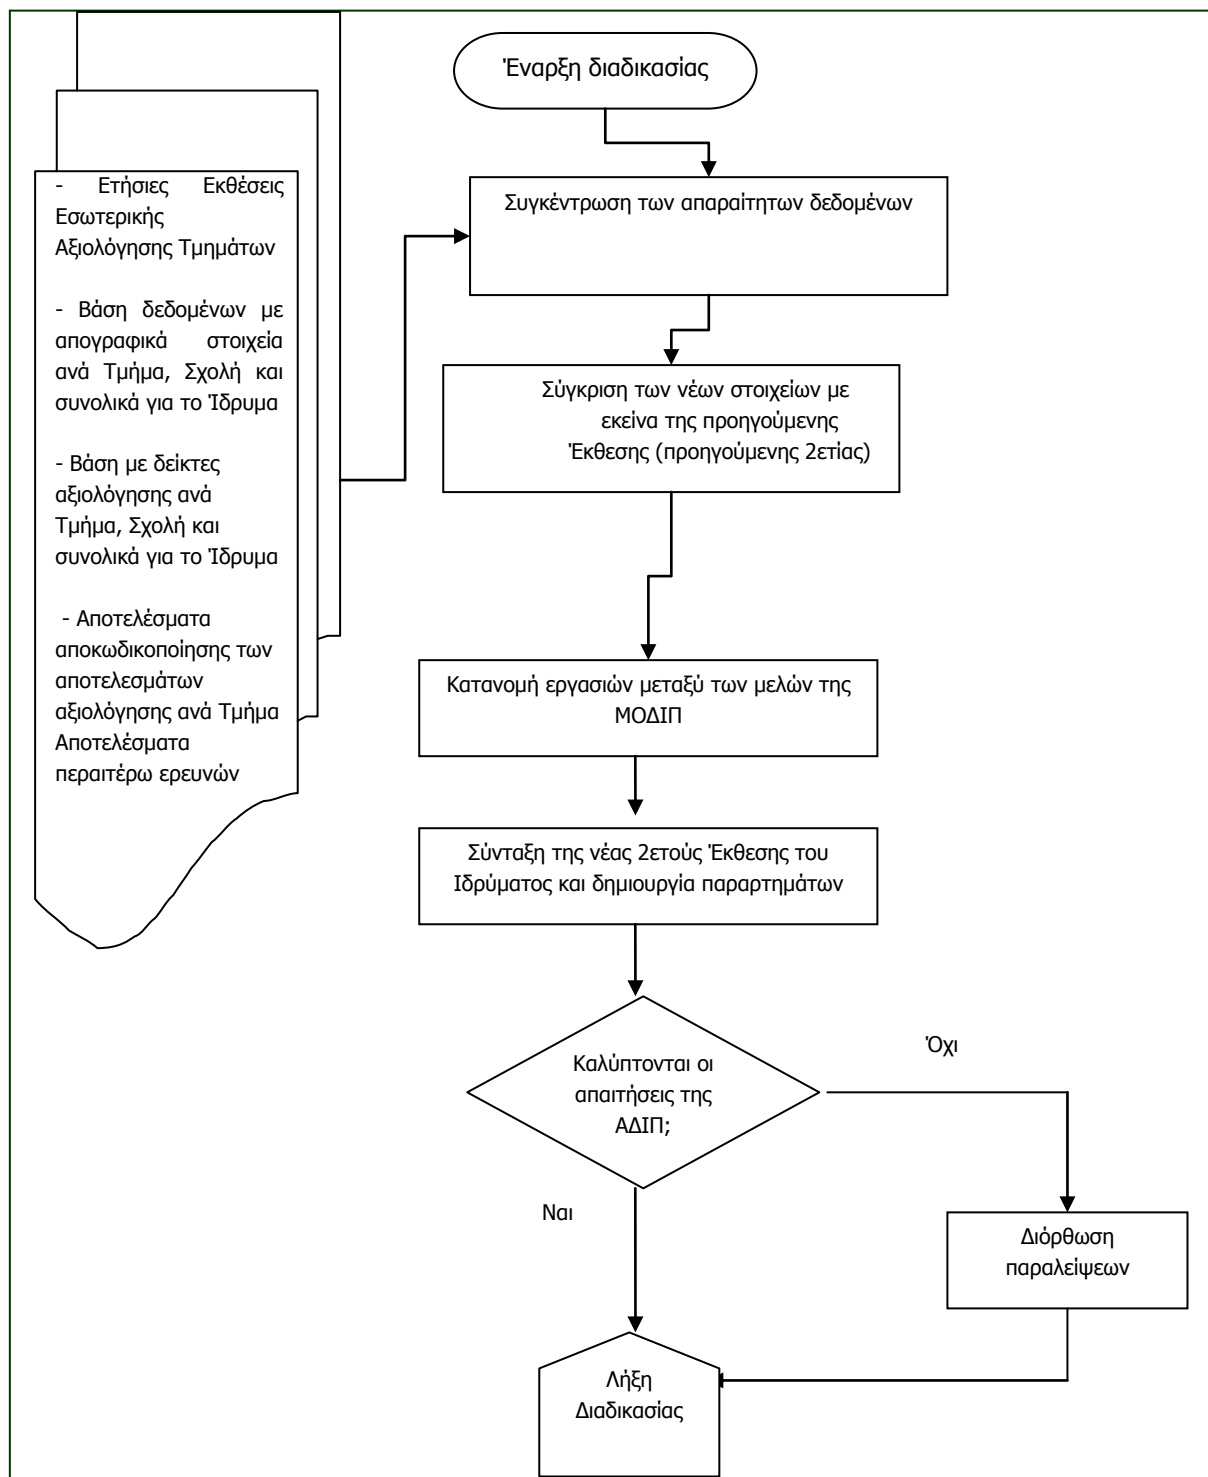 Έναρξη διαδικασίας
- Ετήσιες Εκθέσεις
Εσωτερικής
Αξιολόγησης Τμημάτων
- Βάση δεδομένων με
απογραφικά στοιχεία
ανά Τμήμα, Σχολή και
συνολικά για το Ίδρυμα
- Βάση με δείκτες
αξιολόγησης ανά
Τμήμα, Σχολή και
συνολικά για το Ίδρυμα
- Αποτελέσματα
αποκωδικοποίησης των
αποτελεσμάτων
αξιολόγησης ανά Τμήμα
Αποτελέσματα
περαιτέρω ερευνών
Συγκέντρωση των απαραίτητων δεδομένων
Σύγκριση των νέων στοιχείων με
εκείνα της προηγούμενης
Έκθεσης (προηγούμενης 2ετίας)
Κατανομή εργασιών μεταξύ των μελών της
ΜΟΔΙΠ
Σύνταξη της νέας 2ετούς Έκθεσης του
Ιδρύματος και δημιουργία παραρτημάτων
Καλύπτονται οι
απαιτήσεις της
ΑΔΙΠ;
Όχι
Ναι
Διόρθωση
παραλείψεων
Λήξη
Διαδικασίας